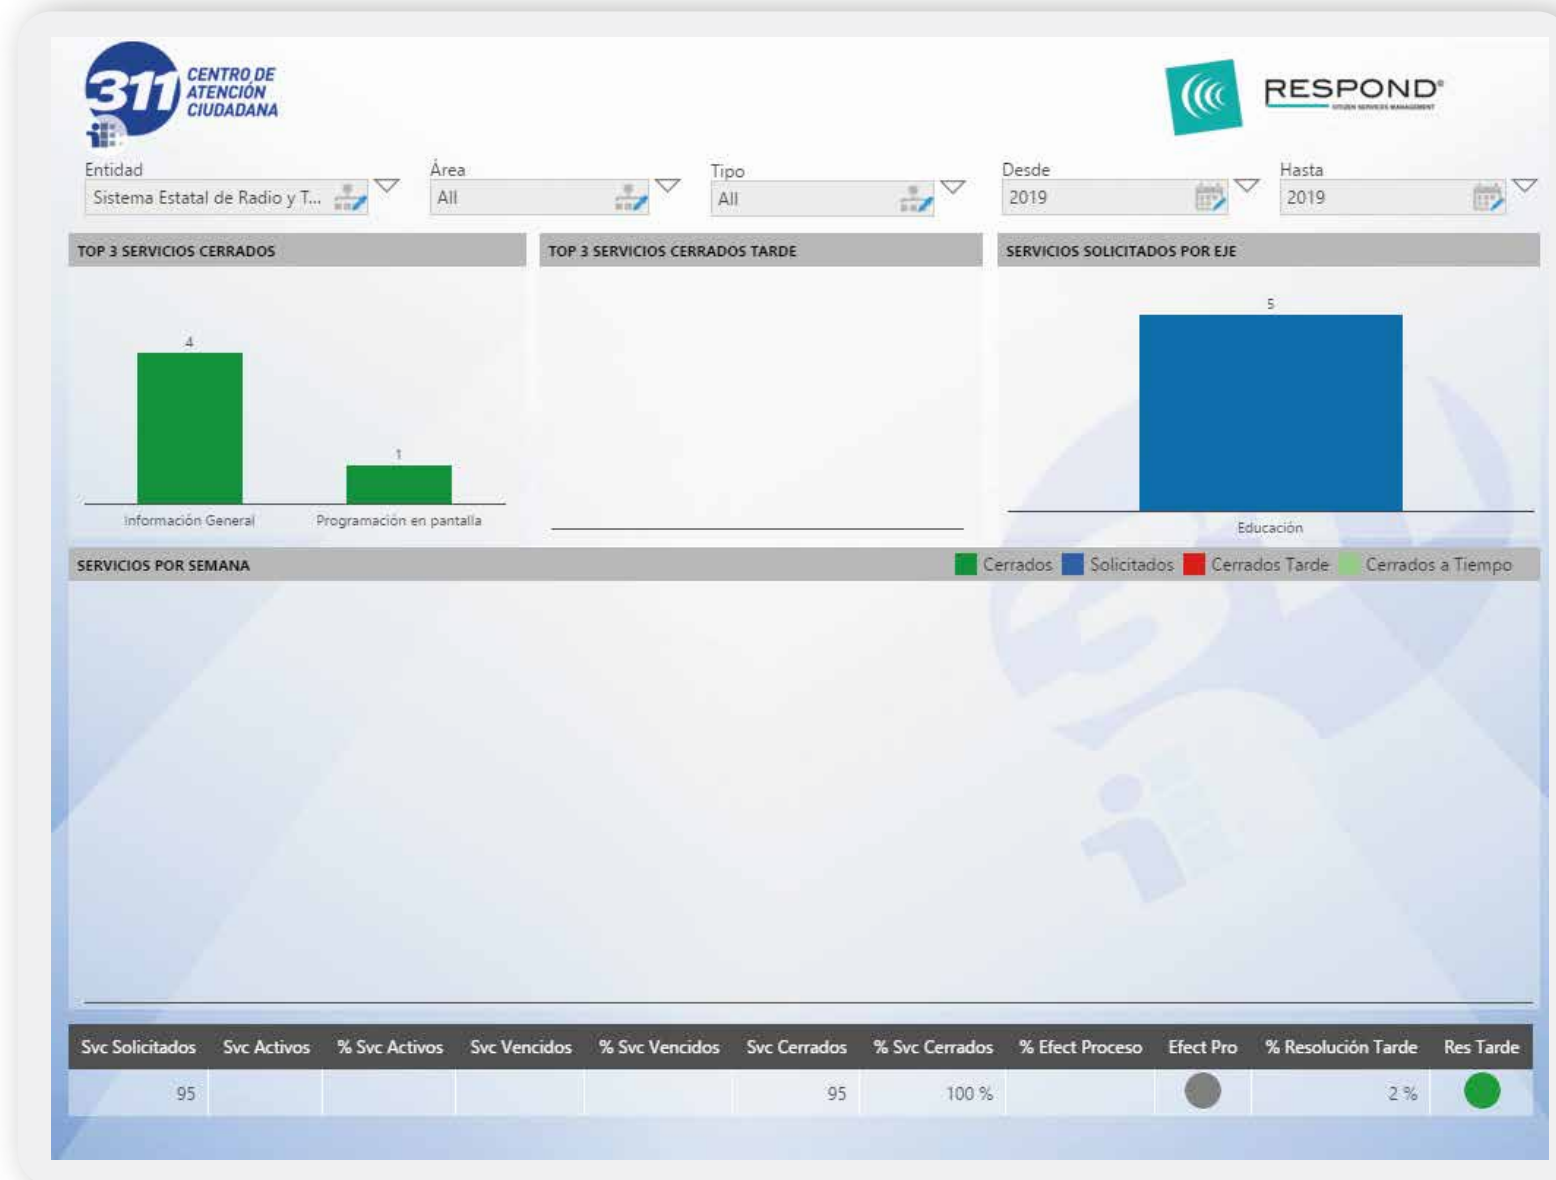 311
CENTRO DE
ATENCIÓN
CIUDADANA
RESPOND®
CITIZEN SERVICES MANAGEMENT
Entidad
Área
Tipo
Desde
Hasta
Sistema Estatal de Radio y T...
All
All
2019
2019
TOP 3 SERVICIOS CERRADOS
TOP 3 SERVICIOS CERRADOS TARDE
SERVICIOS SOLICITADOS POR EJE
4
1
Información General
Programación en pantalla
5
Educación
SERVICIOS POR SEMANA
Cerrados
Solicitados
Cerrados Tarde
Cerrados a Tiempo
Svc Solicitados Svc Activos % Svc Activos Svc Vencidos % Svc Vencidos Svc Cerrados % Svc Cerrados % Efect Proceso Efect Pro % Resolución Tarde Res Tarde
95 95 100 % 2 %